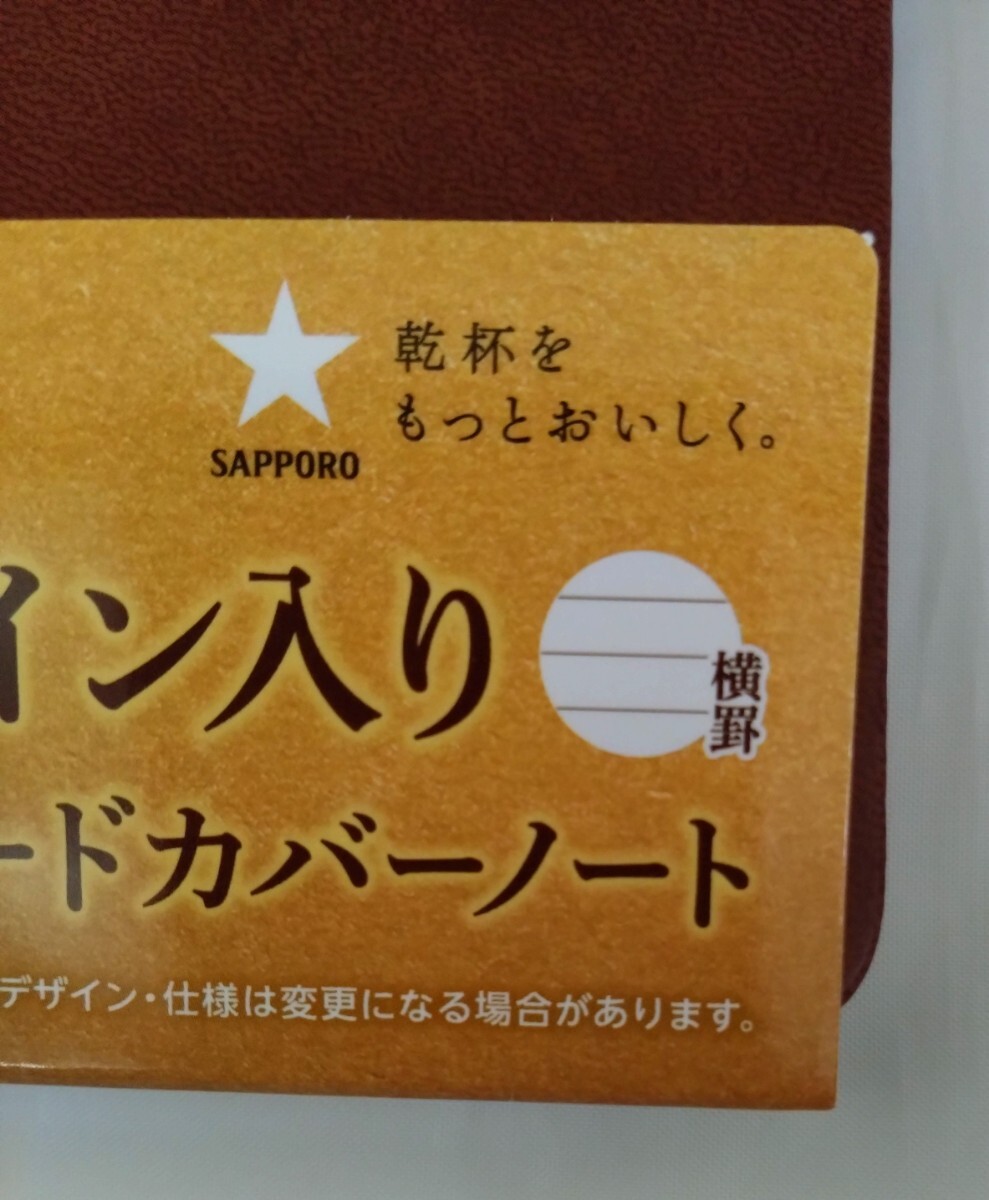 乾杯を
もっとおいしく。
SAPPORO
イン入り
横罫
ードカバーノート
デザイン・仕様は変更になる場合があります。